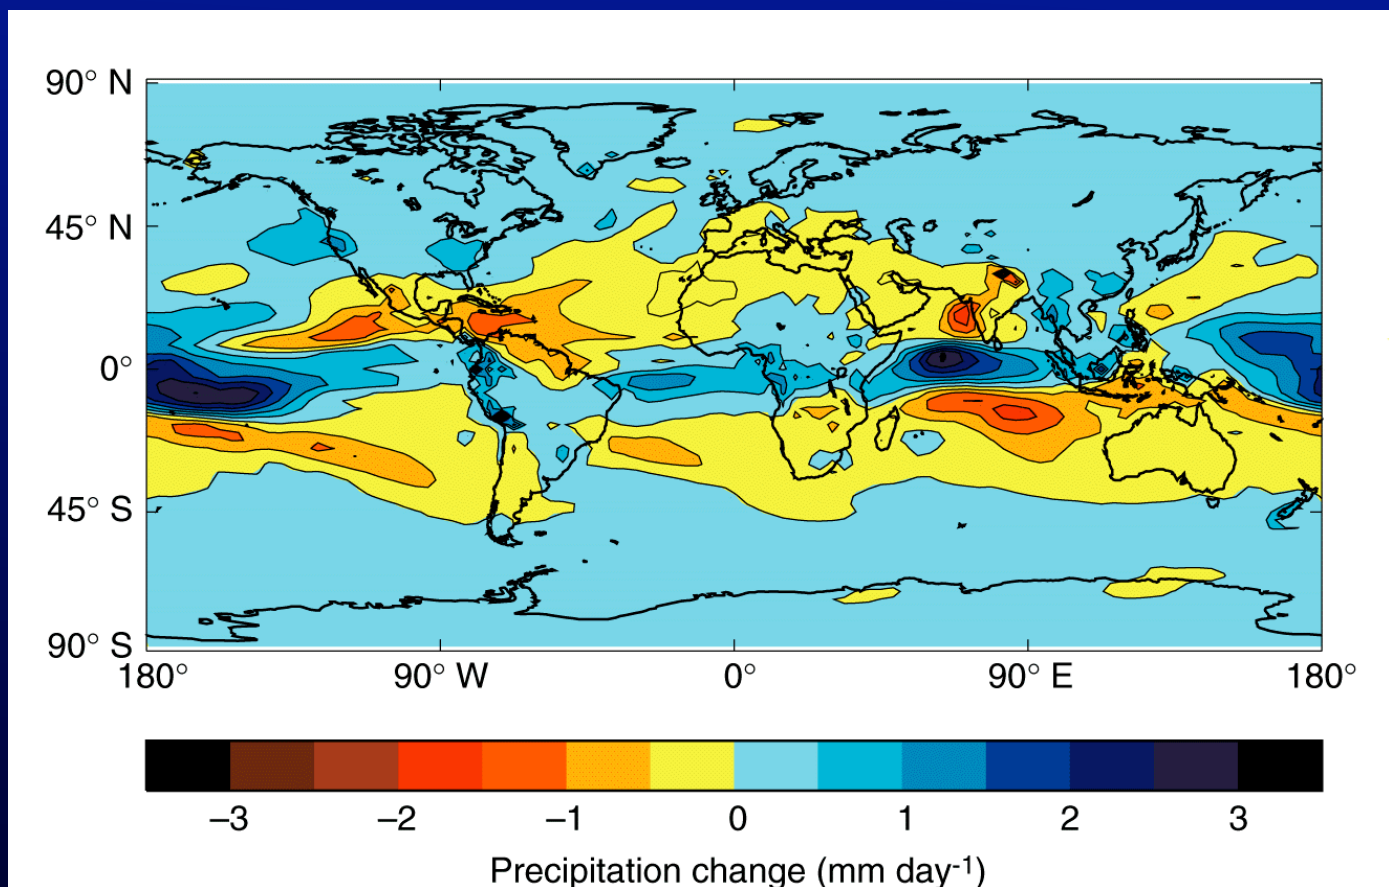 90° N
45° N
0°
45° S
90° S
180° 90° W 0° 90° E 180°
–3 –2 –1 0 1 2 3
Precipitation change (mm day-1)